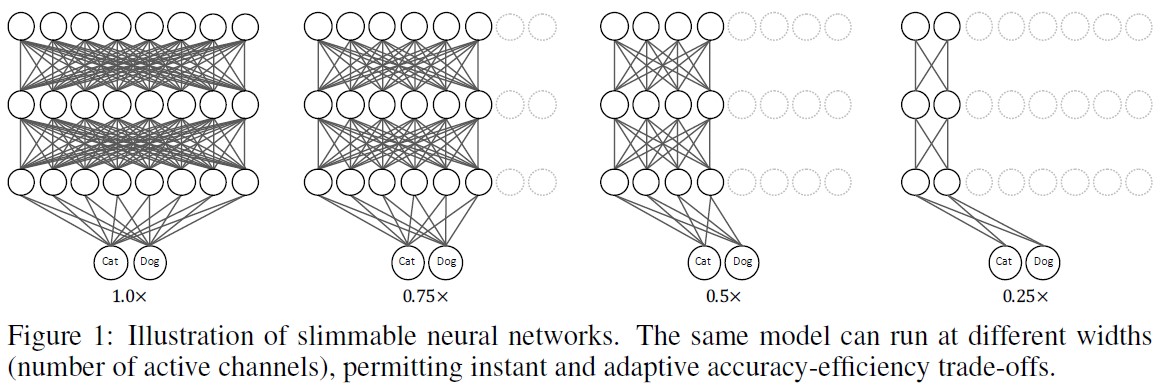 Cat Dog Cat Dog Cat Dog Cat Dog
1.0× 0.75× 0.5× 0.25×
Figure 1: Illustration of slimmable neural networks. The same model can run at different widths
(number of active channels), permitting instant and adaptive accuracy-efficiency trade-offs.